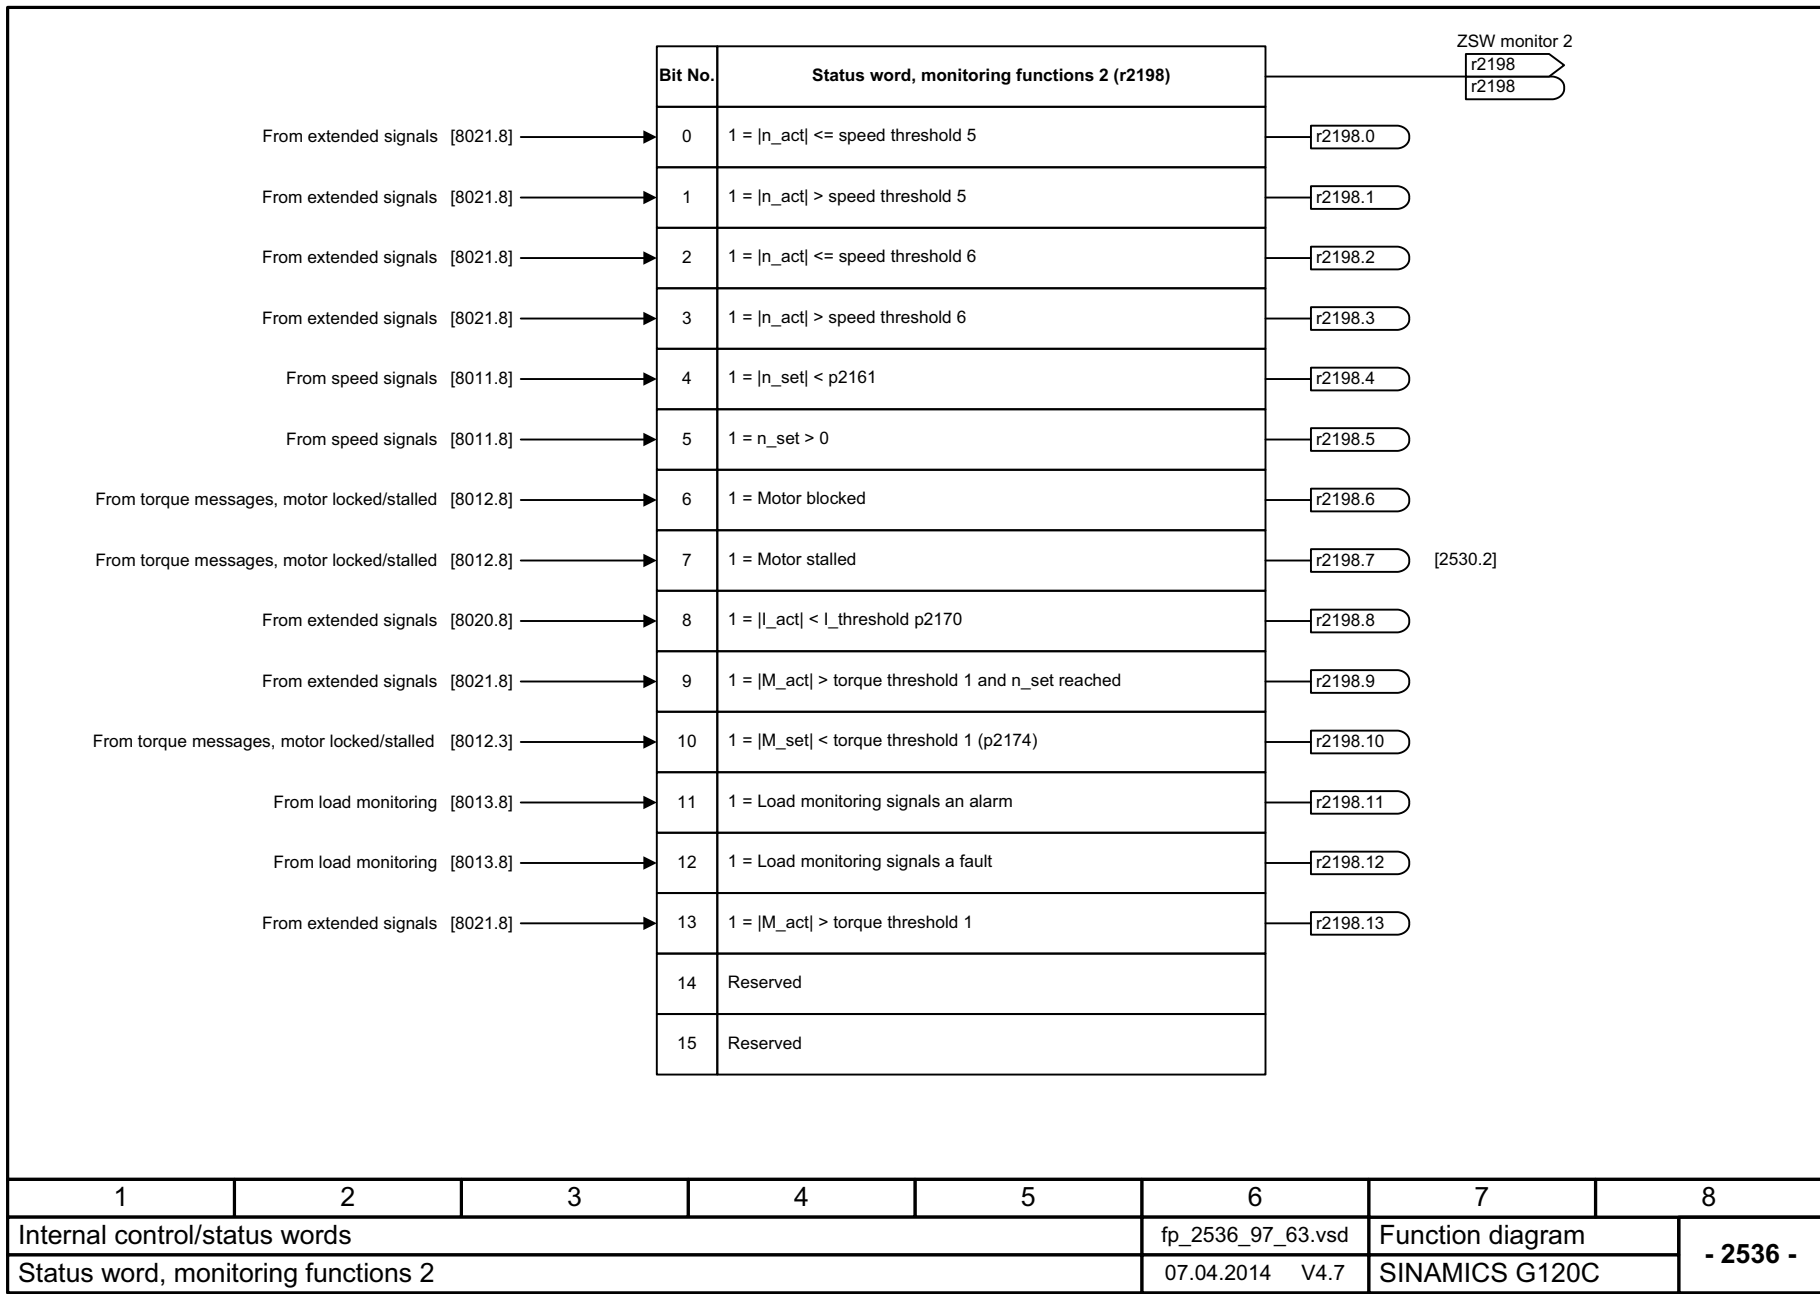 ZSW monitor 2
Bit No. Status word, monitoring functions 2 (r2198) r2198
r2198
From extended signals [8021.8] 0 1 = |n_act| <= speed threshold 5 r2198.0
From extended signals [8021.8] 1 1 = |n_act| > speed threshold 5 r2198.1
From extended signals [8021.8] 2 1 = |n_act| <= speed threshold 6 r2198.2
From extended signals [8021.8] 3 1 = |n_act| > speed threshold 6 r2198.3
From speed signals [8011.8] 4 1 = |n_set| < p2161 r2198.4
From speed signals [8011.8] 5 1 = n_set > 0 r2198.5
From torque messages, motor locked/stalled [8012.8] 6 1 = Motor blocked r2198.6
From torque messages, motor locked/stalled [8012.8] 7 1 = Motor stalled r2198.7 [2530.2]
From extended signals [8020.8] 8 1 = |I_act| < I_threshold p2170 r2198.8
From extended signals [8021.8] 9 1 = |M_act| > torque threshold 1 and n_set reached r2198.9
From torque messages, motor locked/stalled [8012.3] 10 1 = |M_set| < torque threshold 1 (p2174) r2198.10
From load monitoring [8013.8] 11 1 = Load monitoring signals an alarm r2198.11
From load monitoring [8013.8] 12 1 = Load monitoring signals a fault r2198.12
From extended signals [8021.8] 13 1 = |M_act| > torque threshold 1 r2198.13
14 Reserved
15 Reserved
1 2 3 4 5 6 7 8
Internal control/status words fp_2536_97_63.vsd Function diagram - 2536 -
Status word, monitoring functions 2 07.04.2014 V4.7 SINAMICS G120C